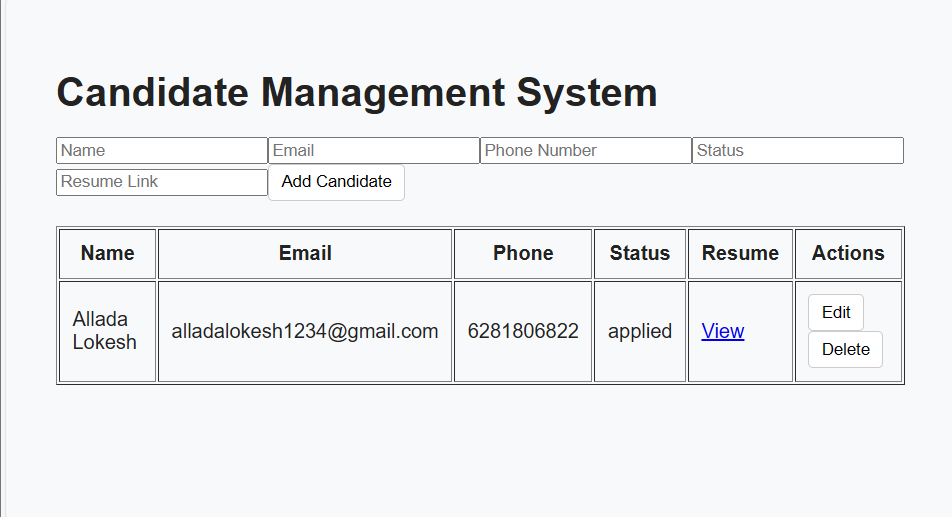 Candidate Management System
Name Email Phone Number Status
Resume Link Add Candidate
Name Email Phone Status Resume Actions
Allada
Lokesh
alladalokesh1234@gmail.com 6281806822 applied View
Edit
Delete